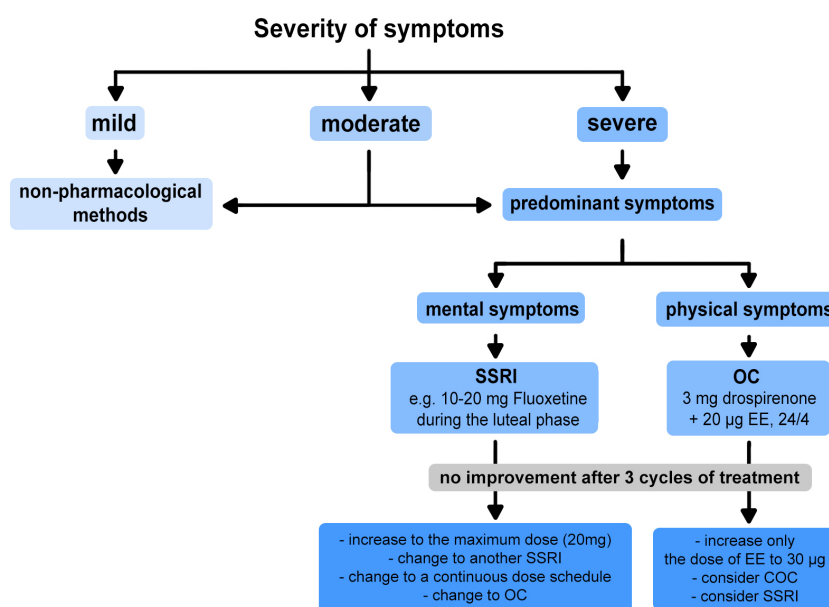 Severity of symptoms
mild
moderate
severe
non-pharmacological
methods
predominant symptoms
mental symptoms
physical symptoms
SSRI
e.g. 10-20 mg Fluoxetine
during the luteal phase
OC
3 mg drospirenone
+ 20 µg EE, 24/4
no improvement after 3 cycles of treatment
- increase to the maximum dose (20mg)
- change to another SSRI
- change to a continuous dose schedule
- change to OC
- increase only
the dose of EE to 30 µg
- consider COC
- consider SSRI